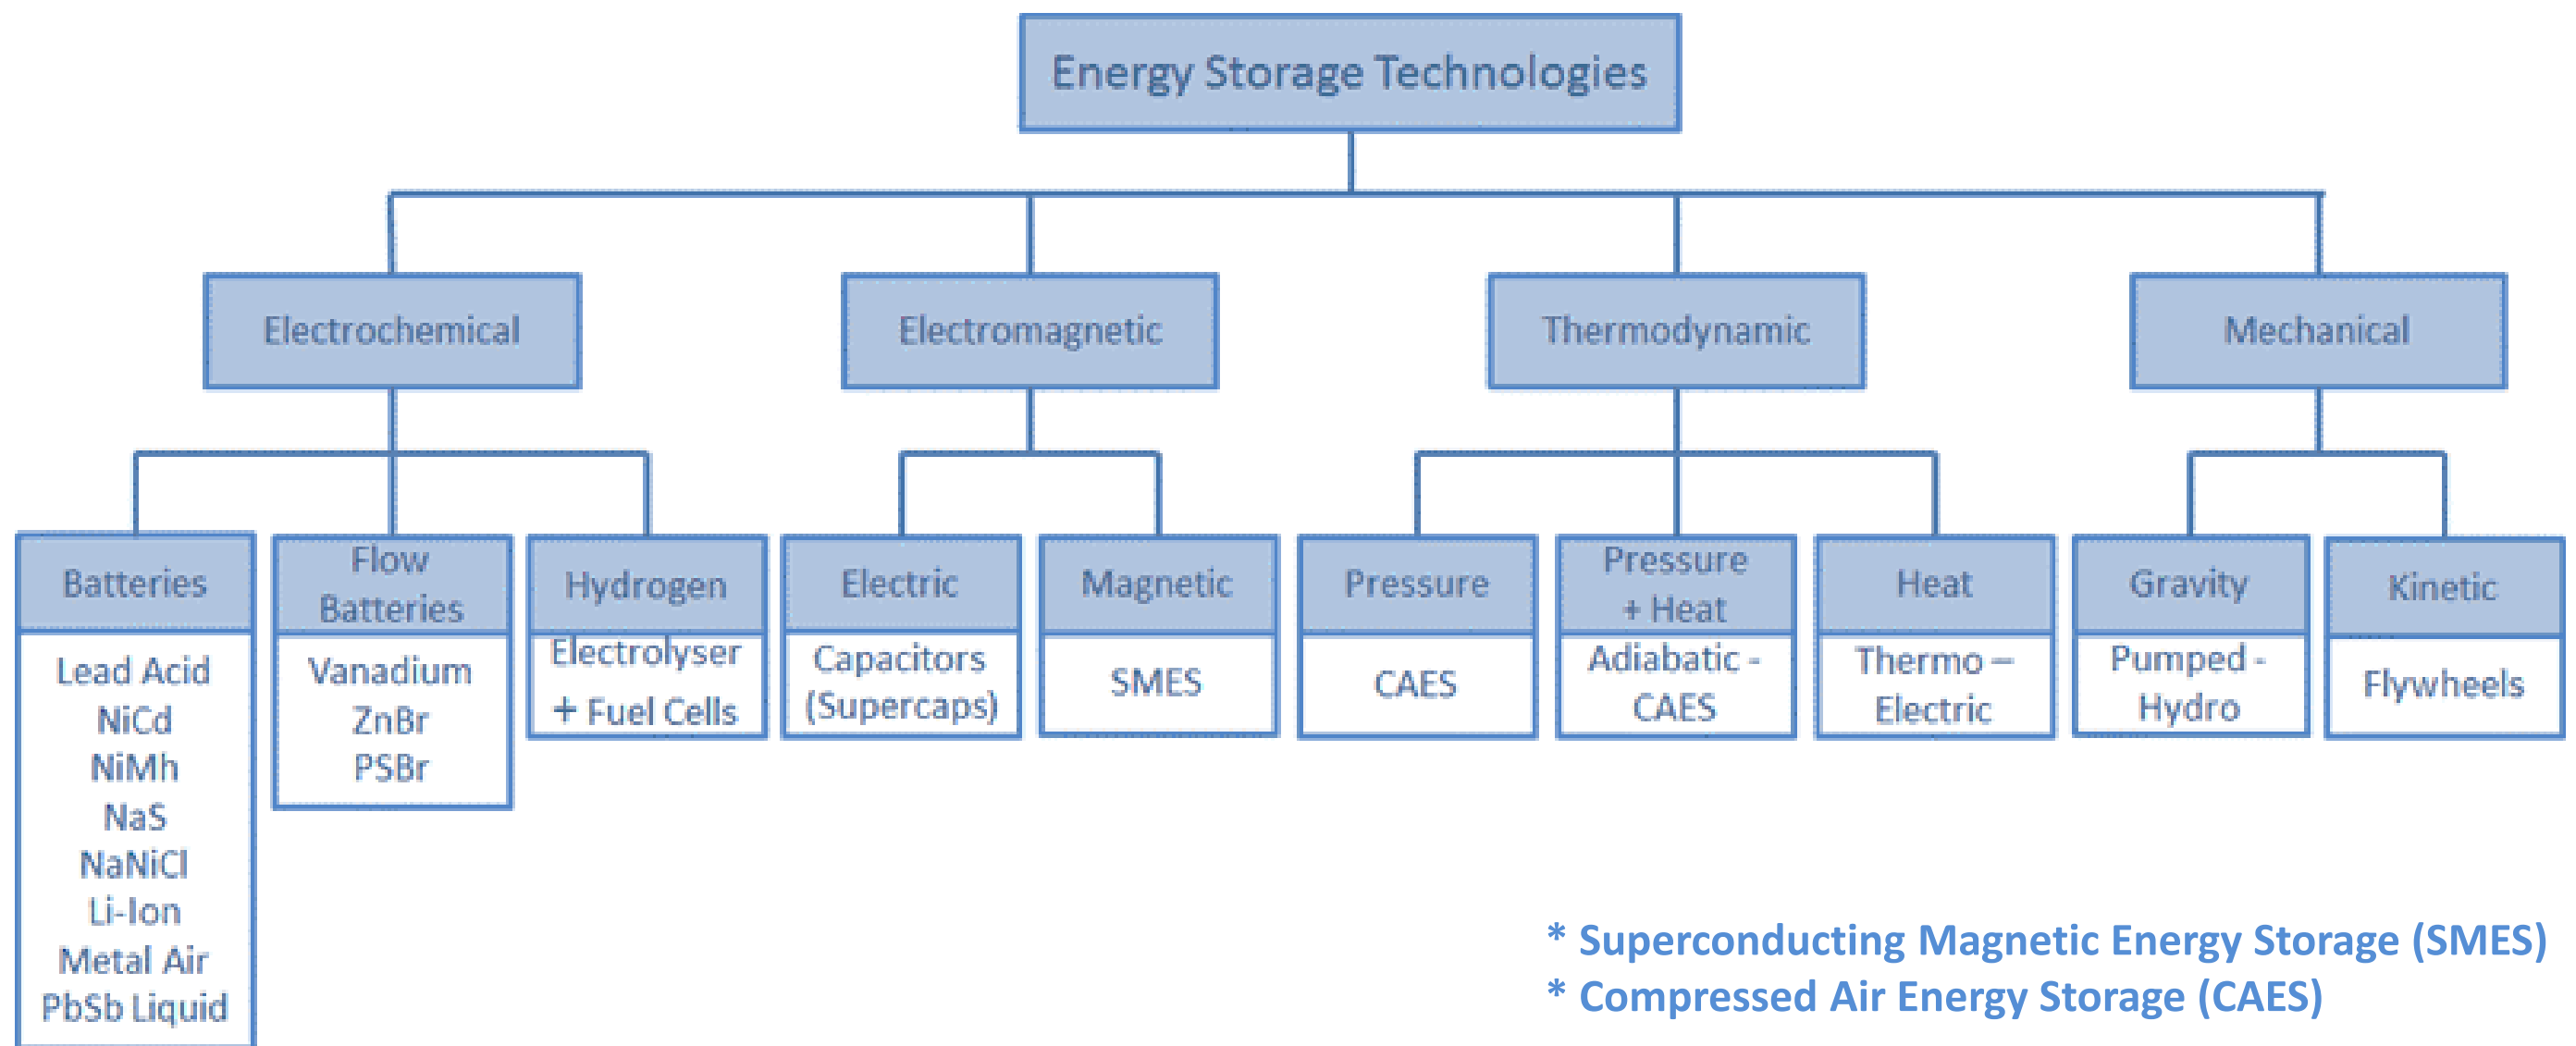 Energy Storage Technologies
Electrochemical
Electromagnetic
Thermodynamic
Mechanical
Batteries
Lead Acid
NiCd
NiMh
NaS
NaNiCl
Li-Ion
Metal Air
PbSb Liquid
Flow
Batteries
Vanadium
ZnBr
PSBr
Hydrogen
Electrolyser
+ Fuel Cells
Electric
Capacitors
(Supercaps)
Magnetic
SMES
Pressure
CAES
Pressure
+ Heat
Adiabatic -
CAES
Heat
Thermo –
Electric
Gravity
Pumped -
Hydro
Kinetic
Flywheels
* Superconducting Magnetic Energy Storage (SMES)
* Compressed Air Energy Storage (CAES)